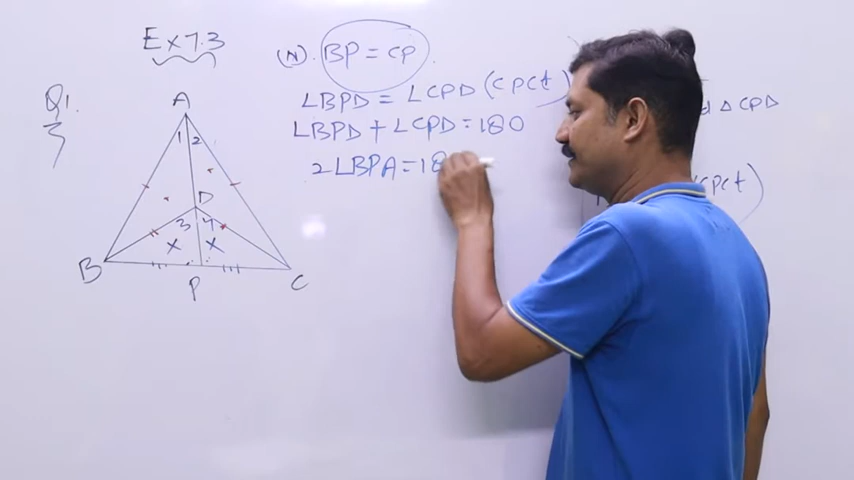 Ex 7.3
Q1.
(iv). BP = CP.
∠BPD = ∠CPD (CPCt)
∠BPD + ∠CPD = 180
2∠BPA = 18
△CPD
CPCt)
A
1 2
D
3 4
x x
B
P
C